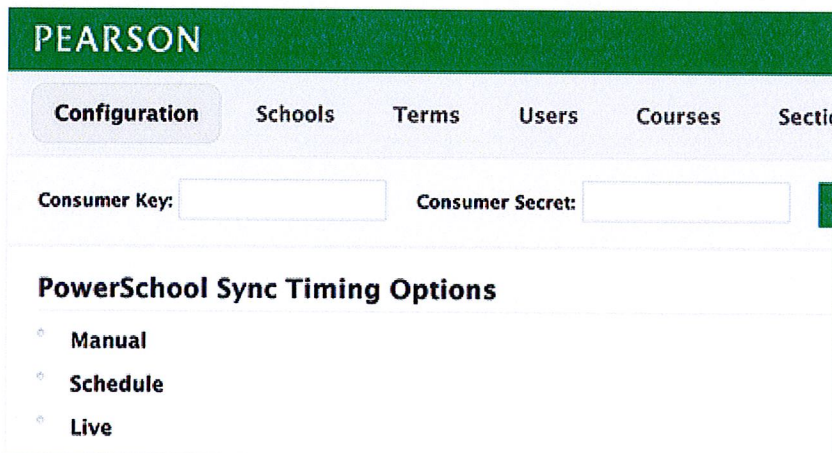 PEARSON
Configuration Schools Terms Users Courses
Consumer Key: Consumer Secret:
PowerSchool Sync Timing Options
Manual
Schedule
Live